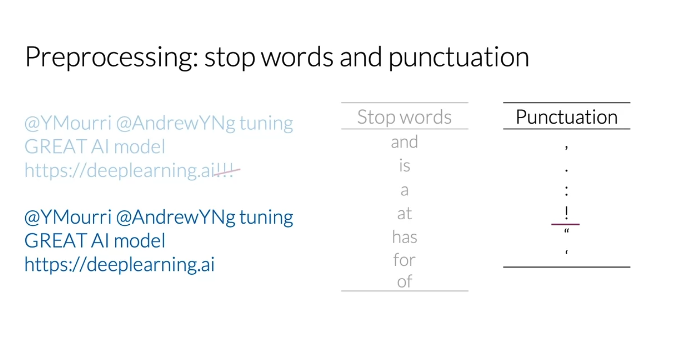 Preprocessing: stop words and punctuation
@YMourri @AndrewYNg tuning
GREAT AI model
https://deeplearning.ai!!!
@YMourri @AndrewYNg tuning
GREAT AI model
https://deeplearning.ai
Stop words
and
is
a
at
has
for
of
Punctuation
,
.
:
!
“
‘